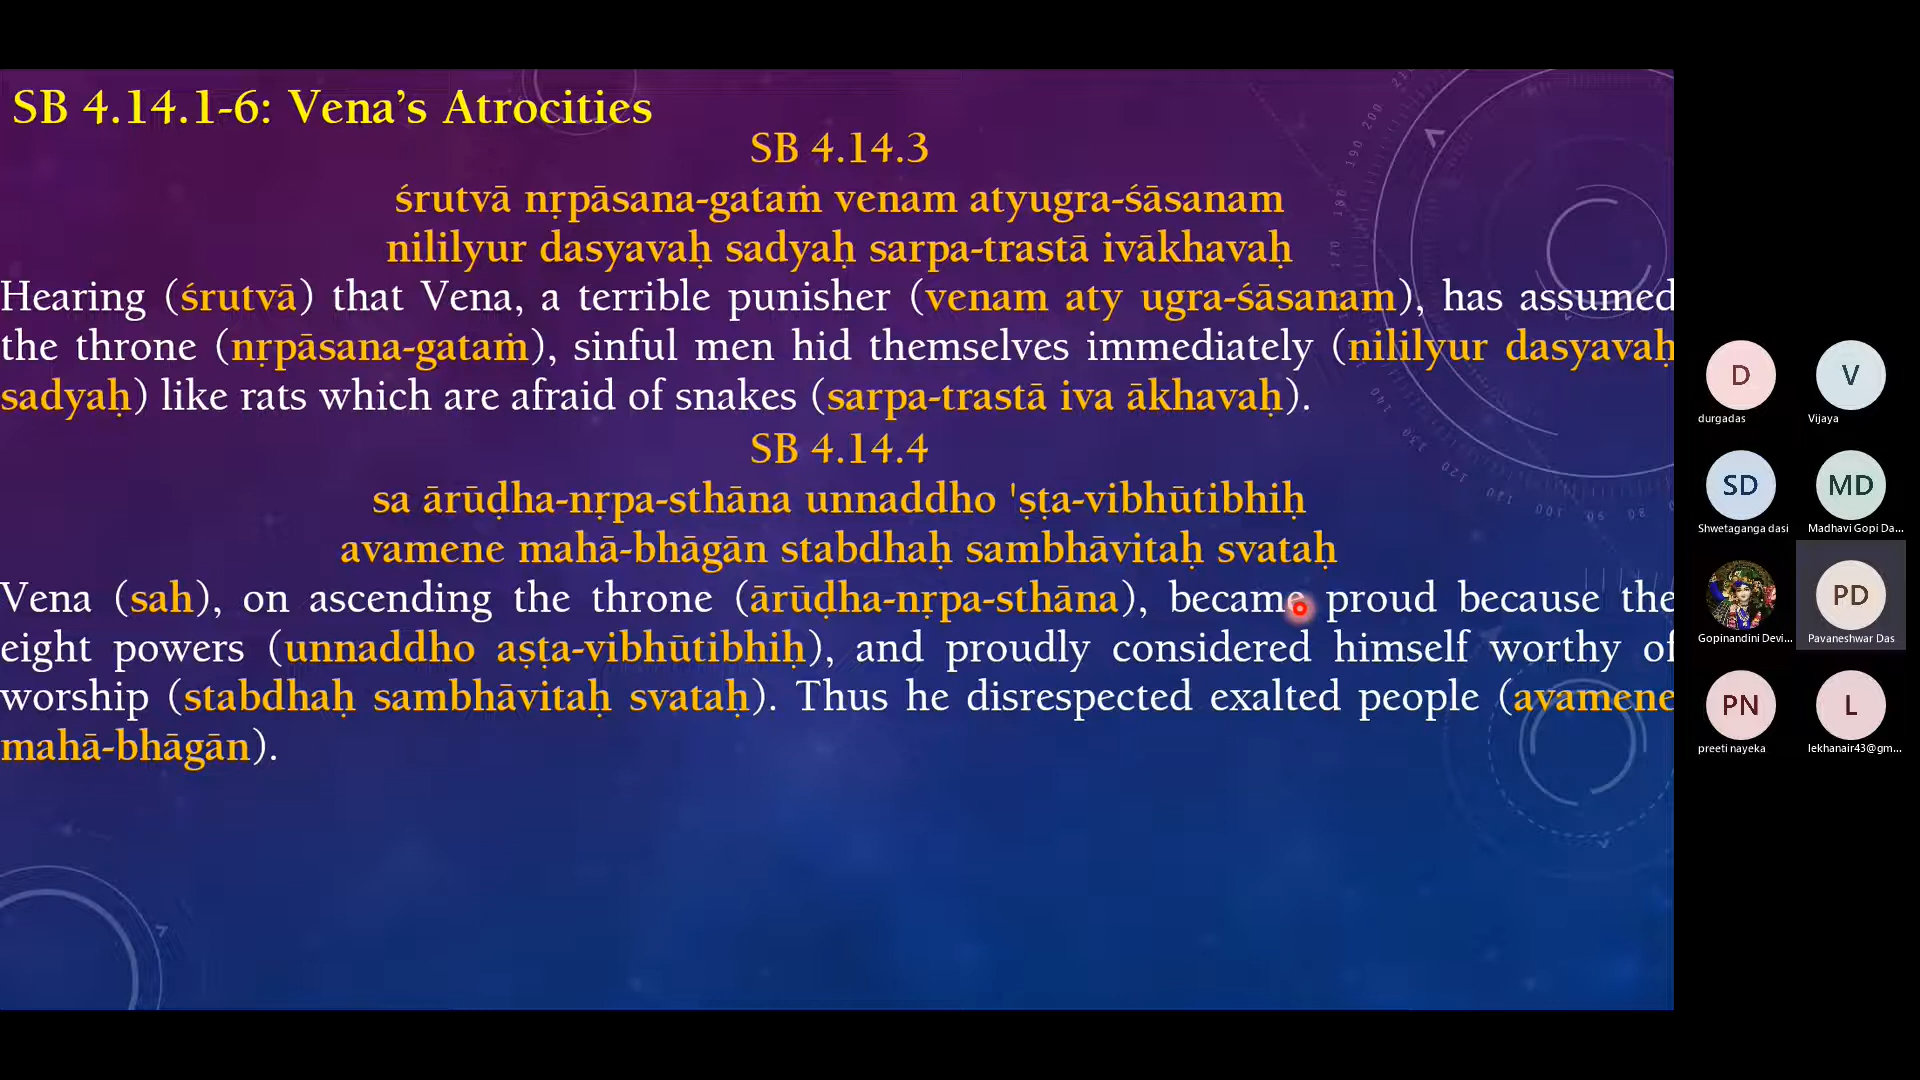 SB 4.14.1-6: Vena's Atrocities
SB 4.14.3
śrutvā nṛpāsana-gataṁ venam atyugra-śāsanam
nililyur dasyavaḥ sadyaḥ sarpa-trastā ivākhavaḥ
Hearing (śrutvā) that Vena, a terrible punisher (venam aty ugra-śāsanam), has assumed
the throne (nṛpāsana-gataṁ), sinful men hid themselves immediately (nililyur dasyavaḥ
sadyaḥ) like rats which are afraid of snakes (sarpa-trastā iva ākhavaḥ).
SB 4.14.4
sa ārūḍha-nṛpa-sthāna unnaddho 'ṣṭa-vibhūtibhiḥ
avamene mahā-bhāgān stabdhaḥ sambhāvitaḥ svataḥ
Vena (sah), on ascending the throne (ārūḍha-nṛpa-sthāna), became proud because the
eight powers (unnaddho aṣṭa-vibhūtibhiḥ), and proudly considered himself worthy of
worship (stabdhaḥ sambhāvitaḥ svataḥ). Thus he disrespected exalted people (avamene
mahā-bhāgān).
D V
durgadas Vijaya
SD MD
Shwetaganga dasi Madhavi Gopi Da...
PD
Gopinandini Devi... Pavaneshwar Das
PN L
preeti nayeka lekhanair43@gm...